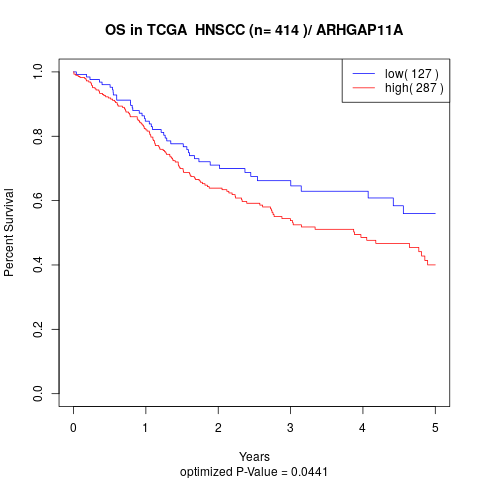 OS in TCGA  HNSCC (n= 414 )/ ARHGAP11A
low( 127 )
high( 287 )
Percent Survival
1.0
0.8
0.6
0.4
0.2
0.0
0 1 2 3 4 5
Years
optimized P-Value = 0.0441